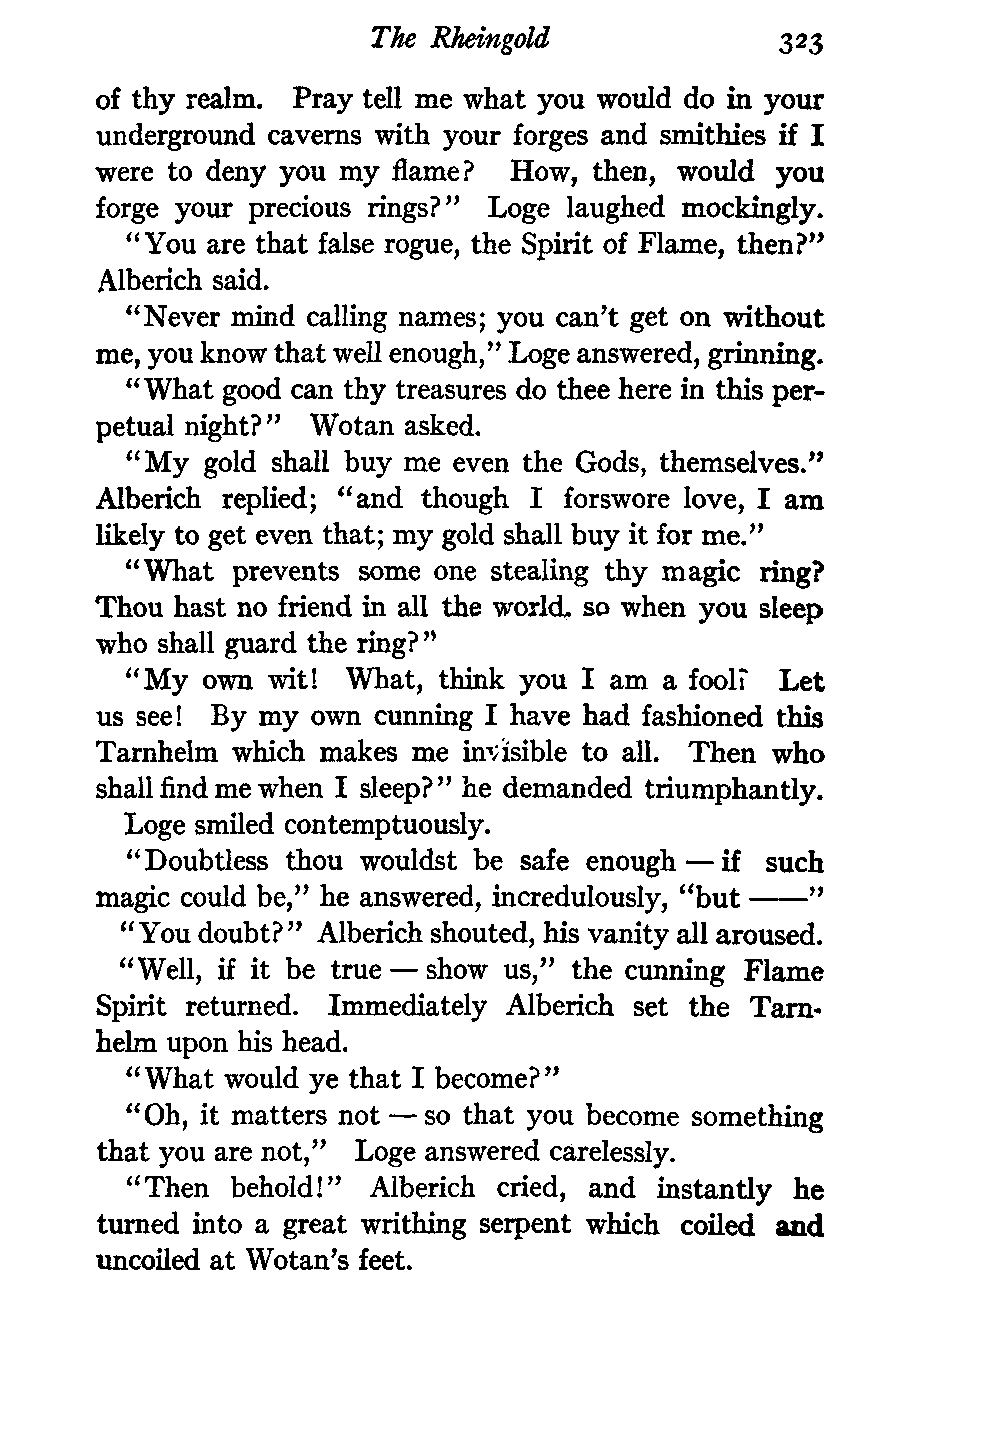 The Rheingold 323
of thy realm. Pray tell me what you would do in your
underground caverns with your forges and smithies if I
were to deny you my flame? How, then, would you
forge your precious rings?" Loge laughed mockingly.
"You are that false rogue, the Spirit of Flame, then?"
Alberich said.
"Never mind calling names; you can't get on without
me, you know that well enough," Loge answered, grinning.
"What good can thy treasures do thee here in this per-
petual night?" Wotan asked.
"My gold shall buy me even the Gods, themselves."
Alberich replied; "and though I forswore love, I am
likely to get even that; my gold shall buy it for me."
"What prevents some one stealing thy magic ring?
Thou hast no friend in all the world, so when you sleep
who shall guard the ring?"
"My own wit! What, think you I am a fool? Let
us see! By my own cunning I have had fashioned this
Tarnhelm which makes me invisible to all. Then who
shall find me when I sleep?" he demanded triumphantly.
Loge smiled contemptuously.
"Doubtless thou wouldst be safe enough — if such
magic could be," he answered, incredulously, "but ——"
"You doubt?" Alberich shouted, his vanity all aroused.
"Well, if it be true — show us," the cunning Flame
Spirit returned. Immediately Alberich set the Tarn-
helm upon his head.
"What would ye that I become?"
"Oh, it matters not — so that you become something
that you are not," Loge answered carelessly.
"Then behold!" Alberich cried, and instantly he
turned into a great writhing serpent which coiled and
uncoiled at Wotan's feet.